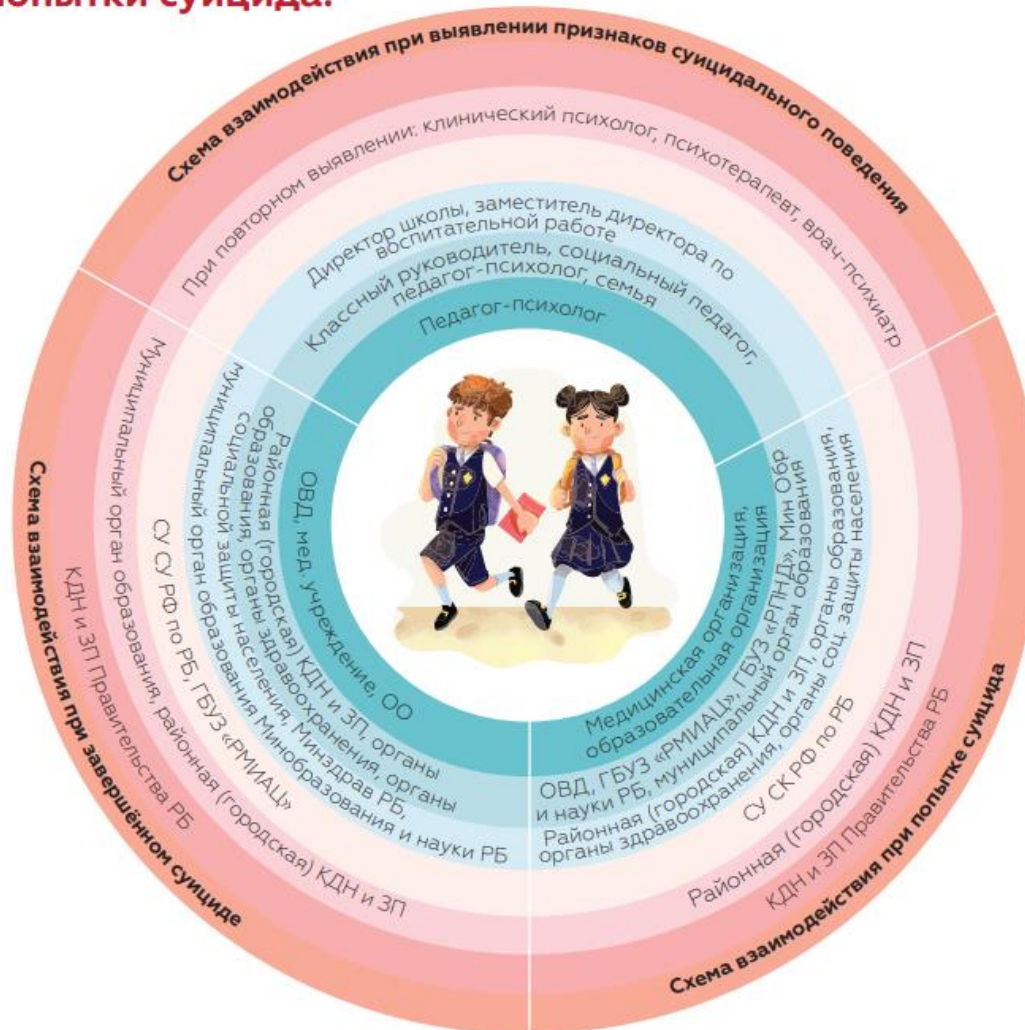 попытки суицида.
Схема взаимодействия при выявлении признаков суицидального поведения
При повторном выявлении: клинический психолог, психотерапевт, врач-психиатр
Директор школы, заместитель директора по
воспитательной работе
Классный руководитель, социальный педагог,
педагог-психолог, семья
Педагог-психолог
Схема взаимодействия при попытке суицида
КДН и ЗП Правительства РБ
Районная (городская) КДН и ЗП
СУ СК РФ по РБ
Районная (городская) КДН и ЗП, органы образования,
органы здравоохранения, органы соц. защиты населения
ОВД, ГБУЗ «РМИАЦ», ГБУЗ «РПНД», Мин Обр
и науки РБ, муниципальный орган образования
Медицинская организация,
образовательная организация
Схема взаимодействия при завершённом суициде
КДН и ЗП Правительства РБ
Муниципальный орган образования, районная (городская) КДН и ЗП
СУ СУ РФ по РБ, ГБУЗ «РМИАЦ»
Районная (городская) КДН и ЗП, органы
образования, органы здравоохранения, органы
социальной защиты населения, Минздрав РБ,
муниципальный орган образования Минобразования и науки РБ
ОВД, мед. учреждение, ОО